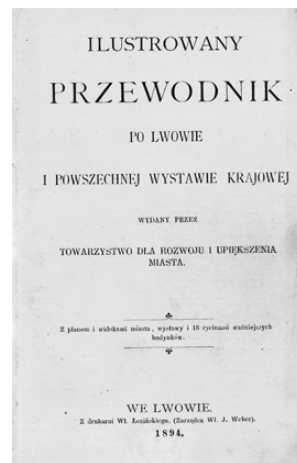 ILUSTROWANY
PRZEWODNIK
PO LWOWIE
I POWSZECHNEJ WYSTAWIE KRAJOWEJ
WYDANY PRZEZ
TOWARZYSTWO DLA ROZWOJU I UPIĘKSZENIA
MIASTA.
Z planem i widokami miasta, wystawy i 18 rycinami ważniejszych
budynków.
WE LWOWIE.
Z drukarni Wł. Łozińskiego. (Zarządca Wł. J. Weber).
1894.